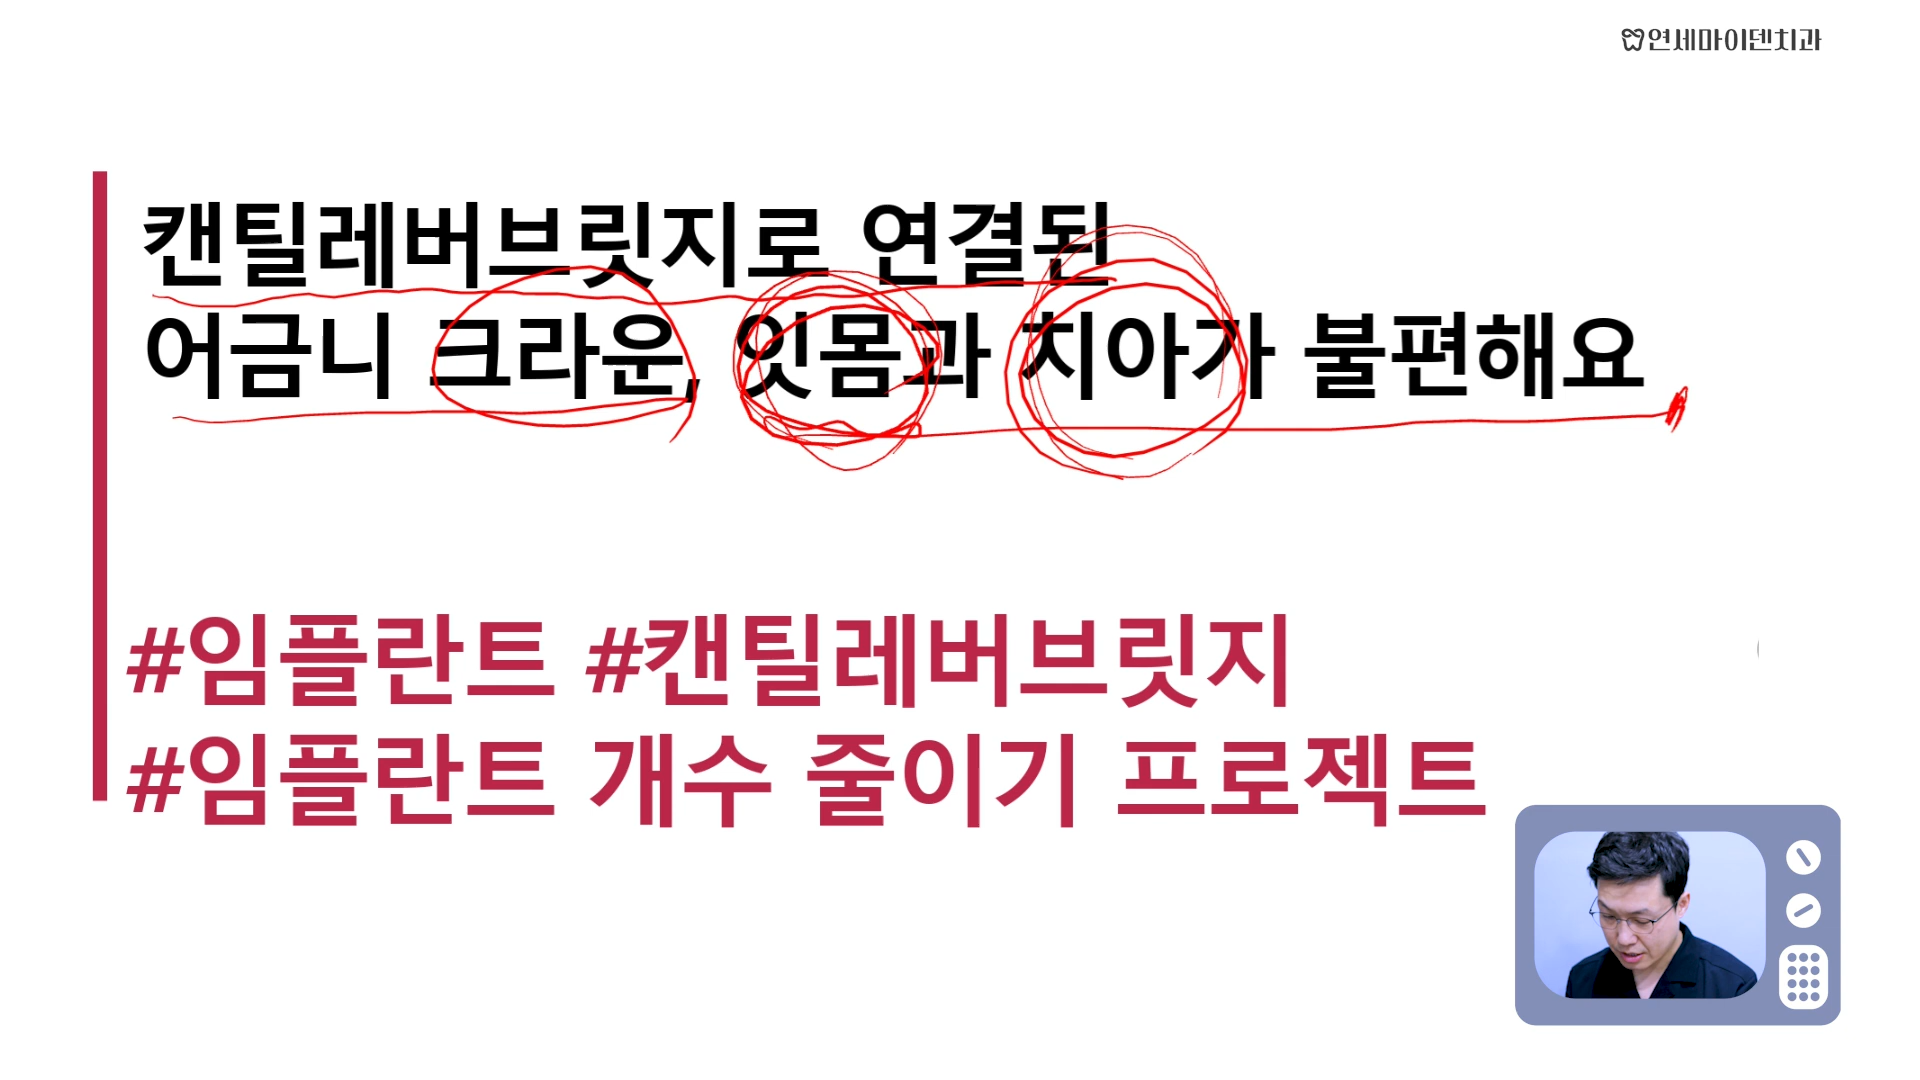 연세마이덴치과
캔틸레버브릿지로 연결된
어금니 크라운, 잇몸과 치아가 불편해요
#임플란트 #캔틸레버브릿지
#임플란트 개수 줄이기 프로젝트